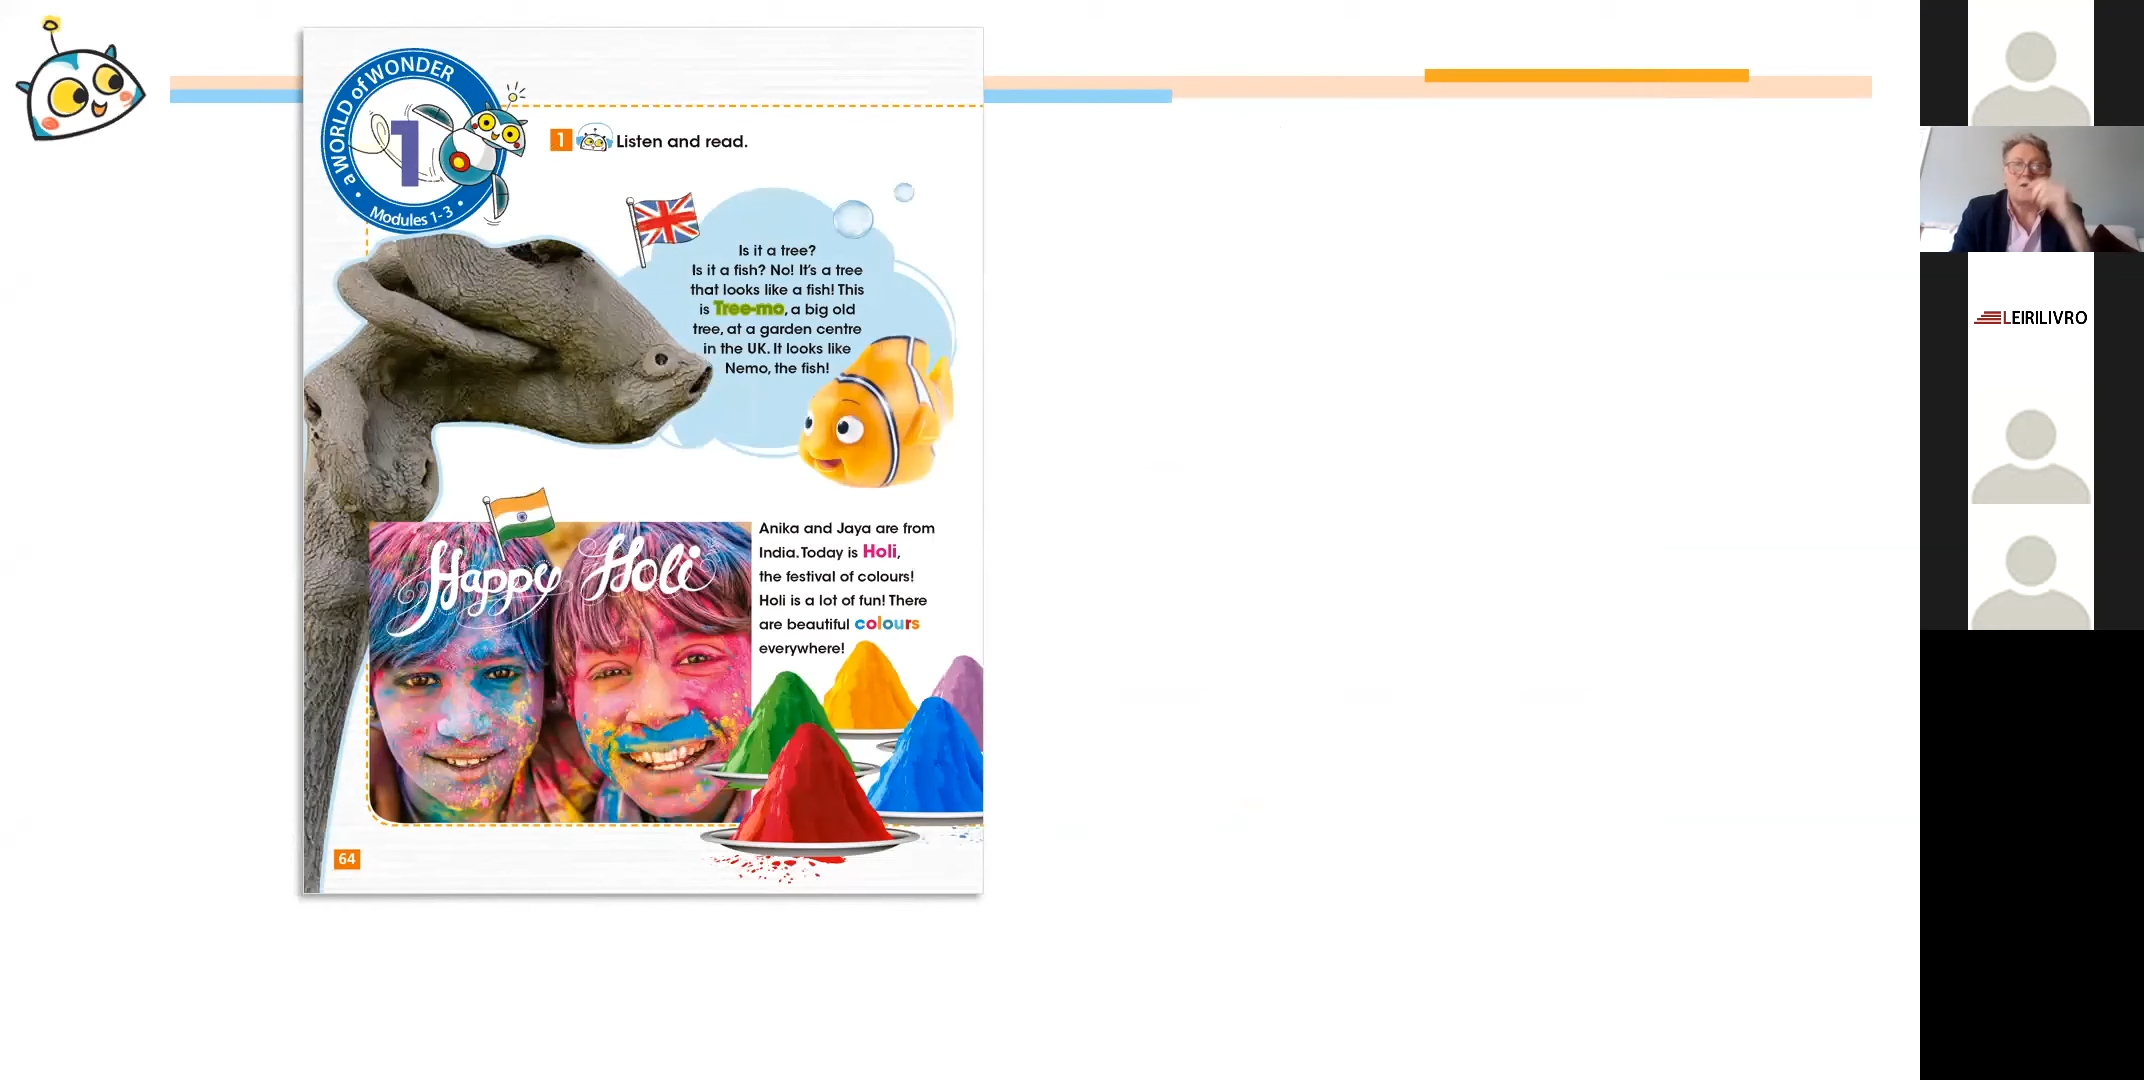 a WORLD of WONDER
1
Modules 1-3
1 Listen and read.
Is it a tree?
Is it a fish? No! It's a tree
that looks like a fish! This
is Tree-mo, a big old
tree, at a garden centre
in the UK. It looks like
Nemo, the fish!
Happy Holi
Anika and Jaya are from
India. Today is Holi,
the festival of colours!
Holi is a lot of fun! There
are beautiful colours
everywhere!
64
LEIRILIVRO